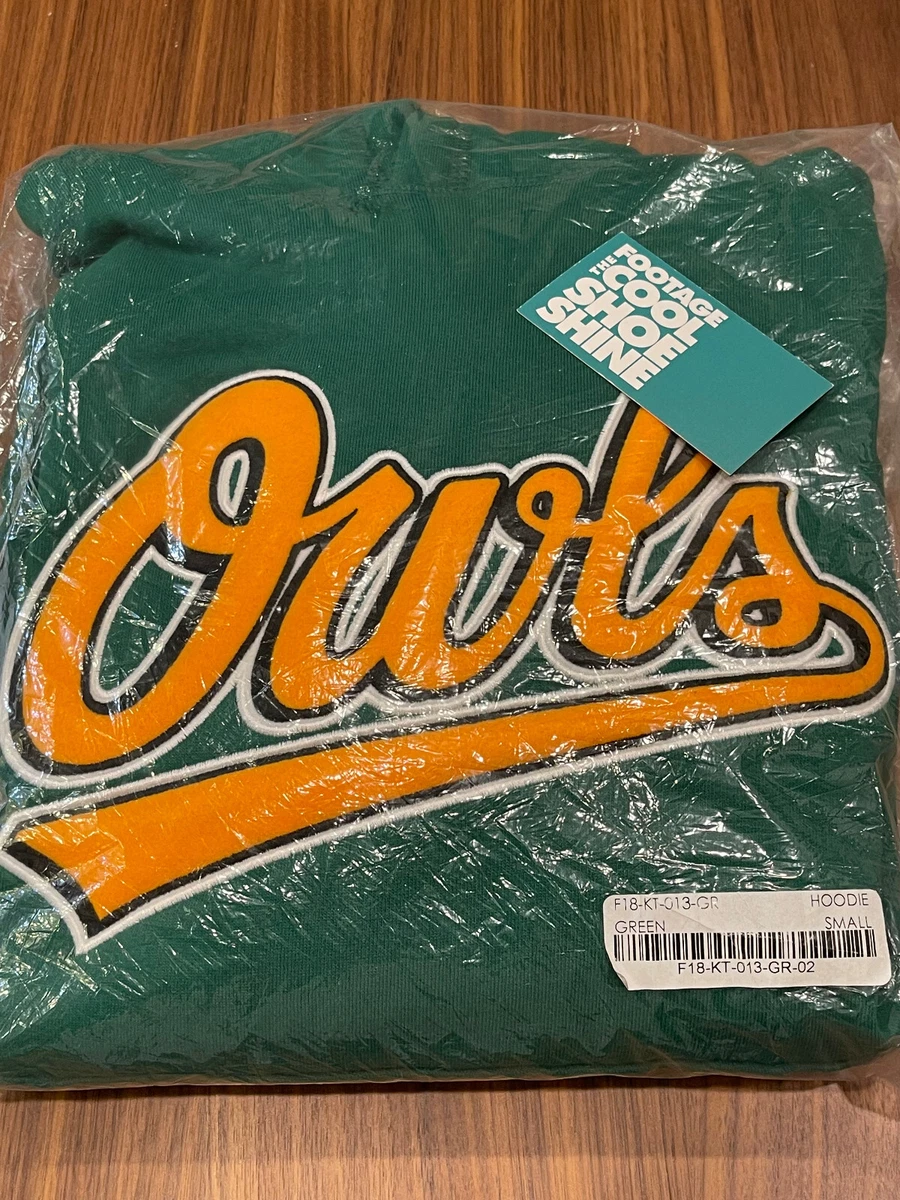 THE FOOTAGE
COOL
SHOE
SHINE
Owls
F18-KT-013-GR HOODIE
GREEN SMALL
F18-KT-013-GR-02